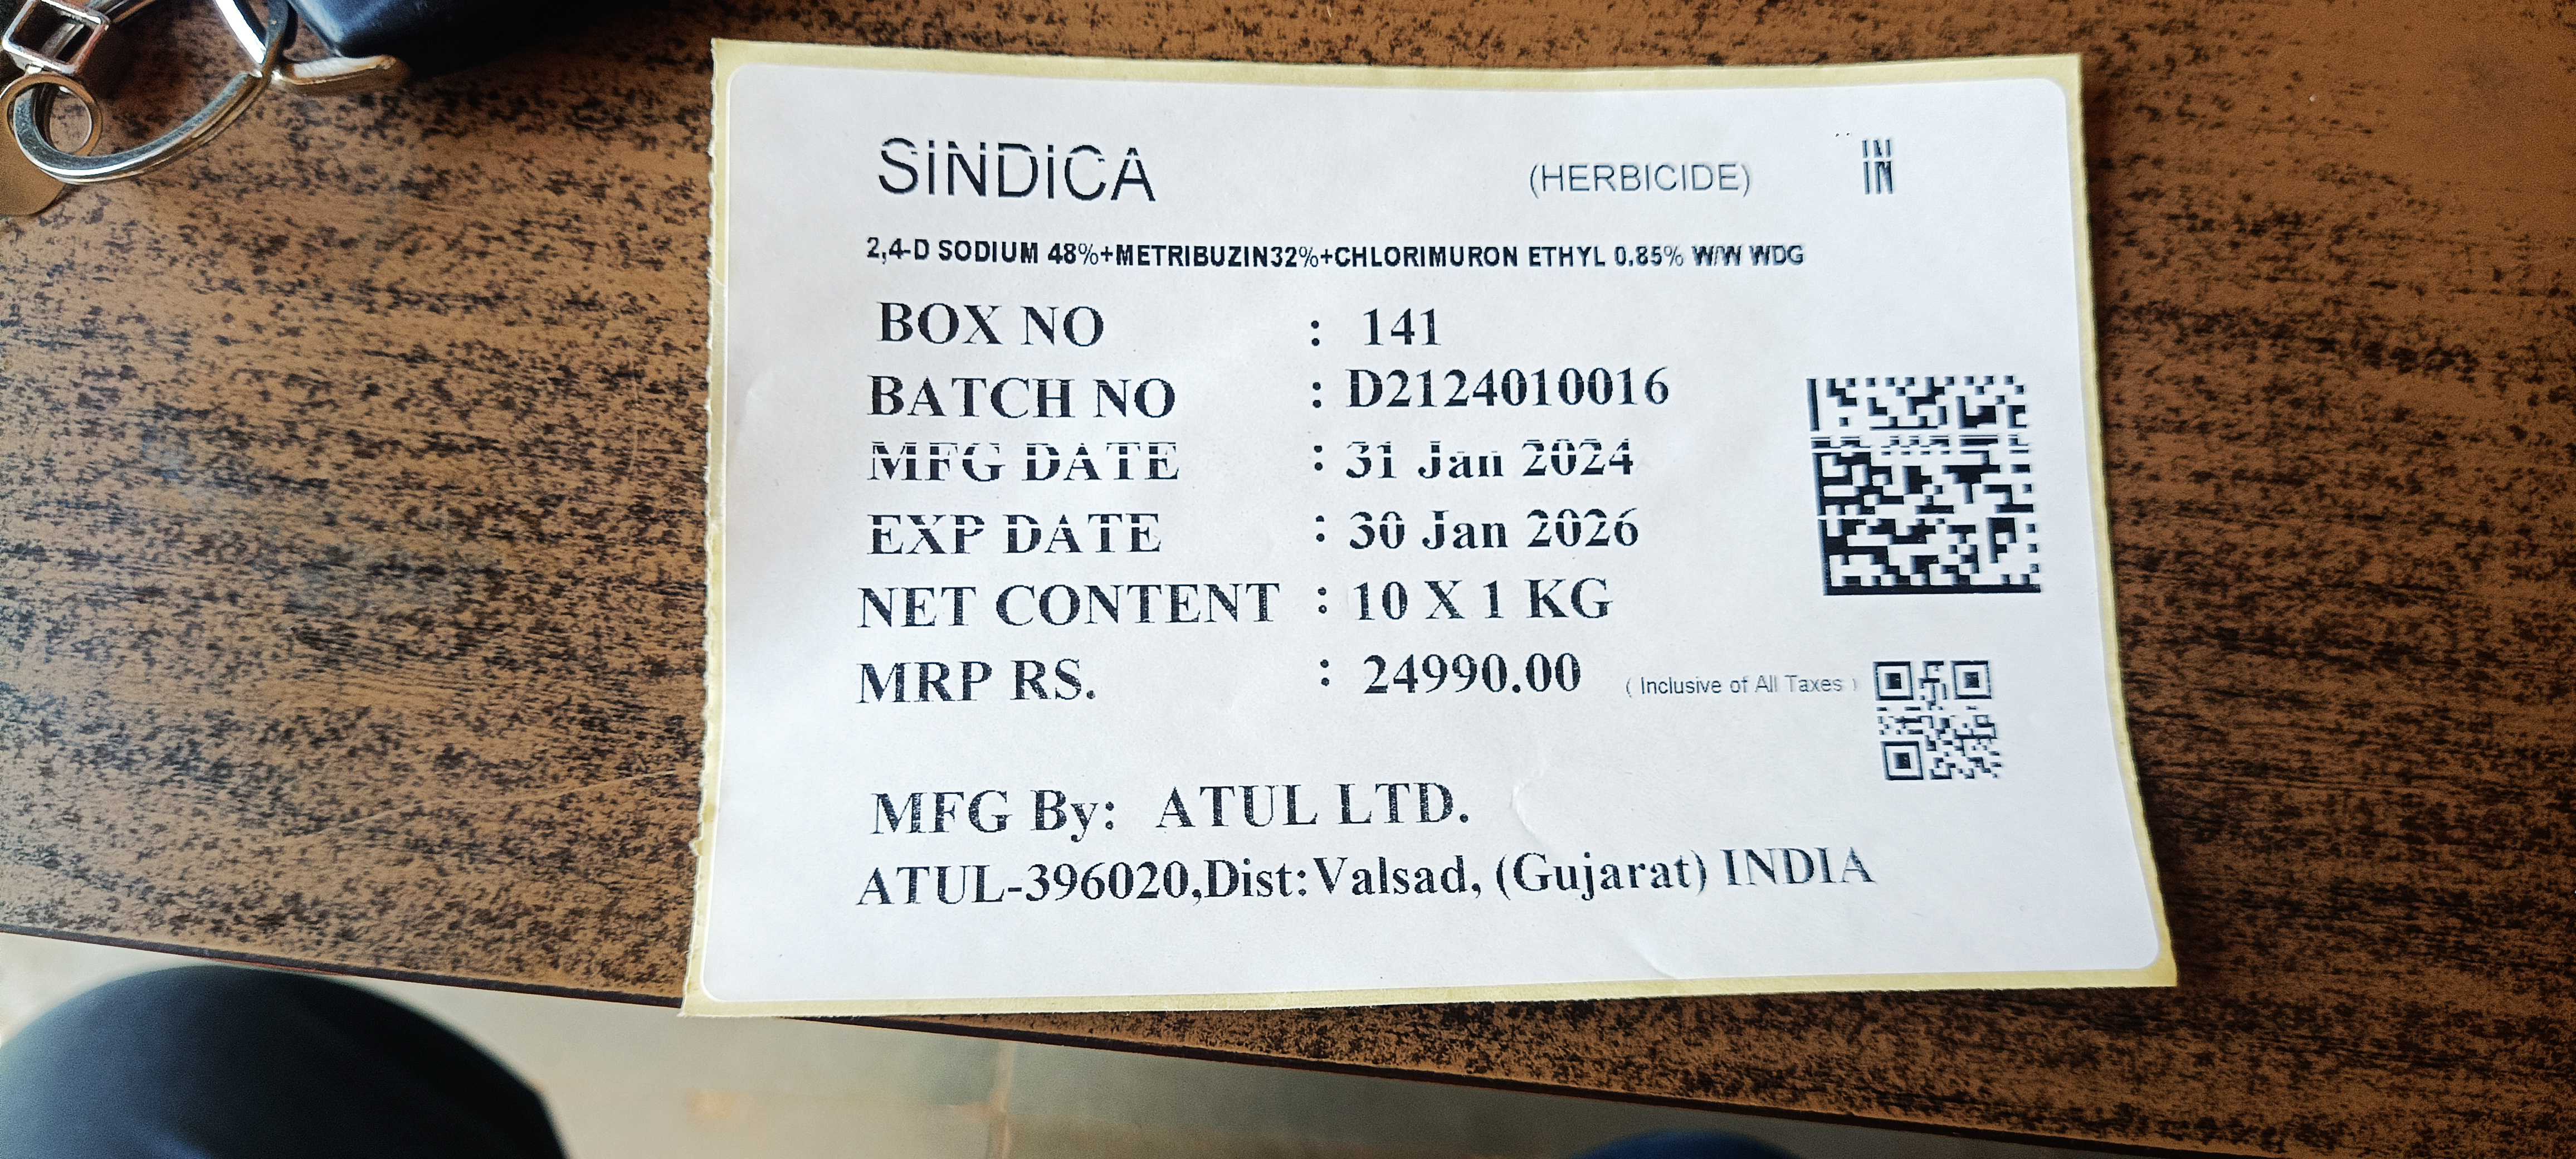 SINDICA (HERBICIDE) IN
2,4-D SODIUM 48%+METRIBUZIN32%+CHLORIMURON ETHYL 0.85% W/W WDG
BOX NO : 141
BATCH NO : D2124010016
MFG DATE : 31 Jan 2024
EXP DATE : 30 Jan 2026
NET CONTENT : 10 X 1 KG
MRP RS. : 24990.00 ( Inclusive of All Taxes )
MFG By: ATUL LTD.
ATUL-396020,Dist:Valsad, (Gujarat) INDIA